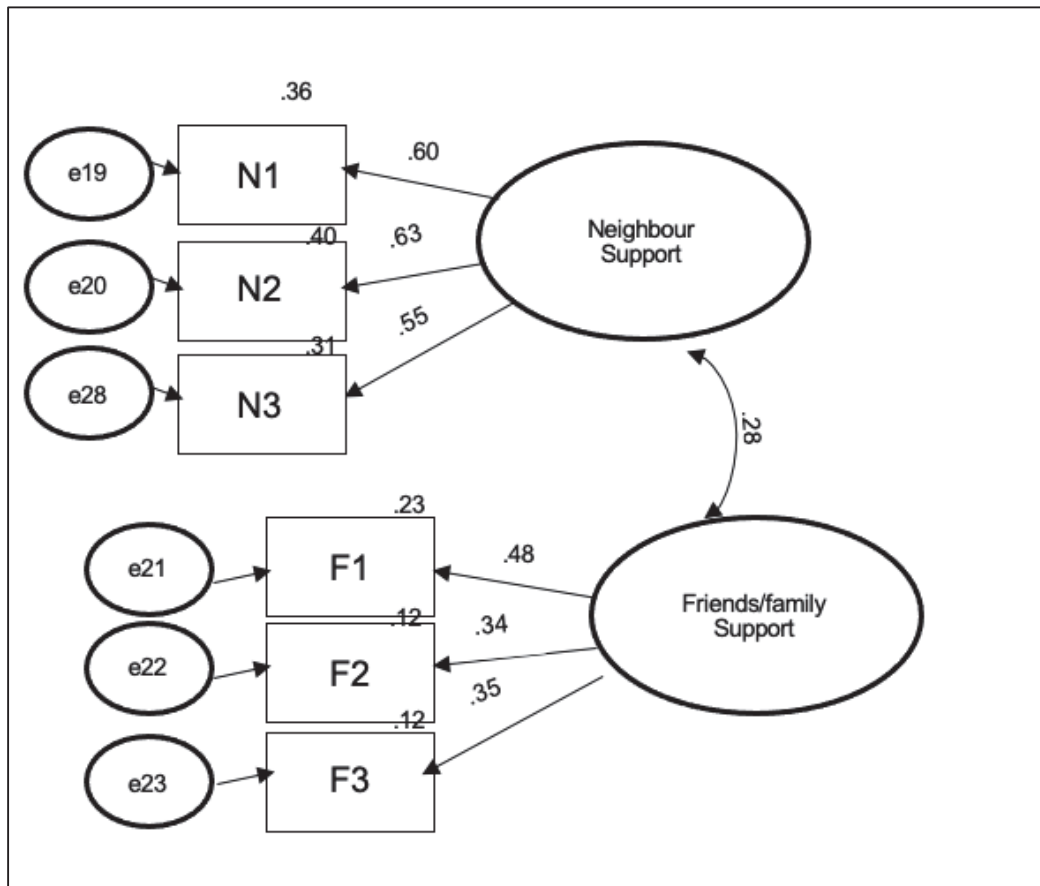 .36
e19
N1
.60
Neighbour
Support
.40
.63
e20
N2
.55
.31
e28
N3
.28
.23
e21
F1
.48
Friends/family
Support
.12
.34
e22
F2
.35
.12
e23
F3